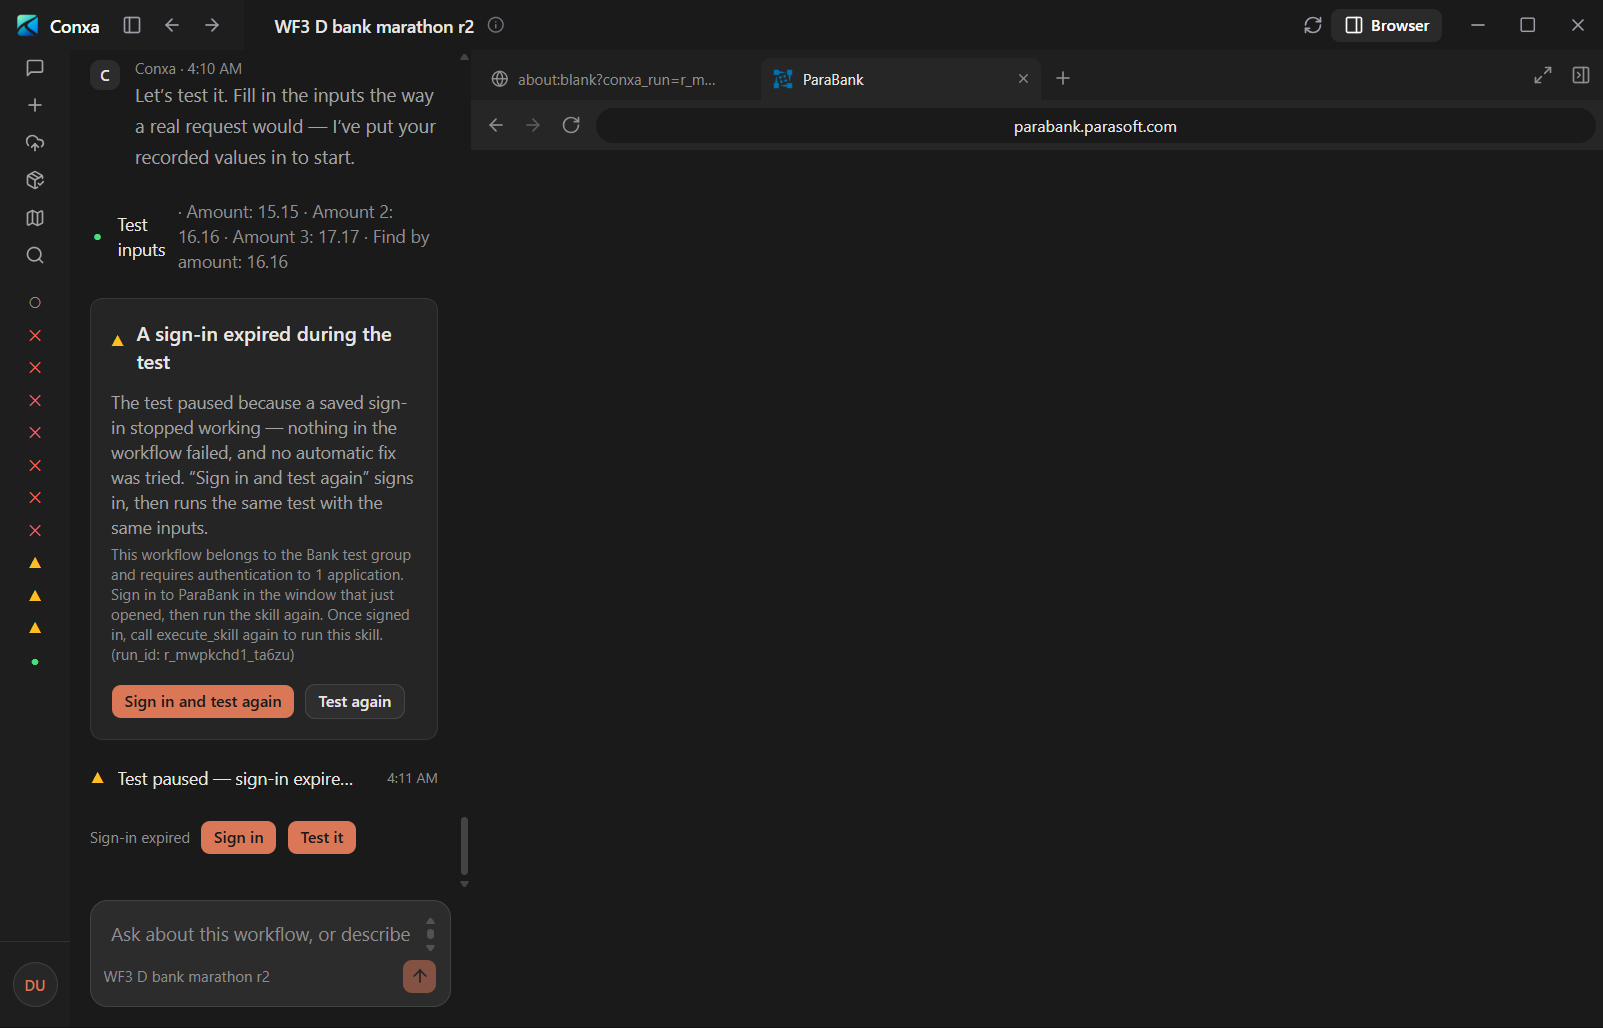 Conxa
WF3 D bank marathon r2
Browser
C
Conxa · 4:10 AM
Let’s test it. Fill in the inputs the way
a real request would — I’ve put your
recorded values in to start.
Test
inputs
· Amount: 15.15 · Amount 2:
16.16 · Amount 3: 17.17 · Find by
amount: 16.16
A sign-in expired during the
test
The test paused because a saved sign-
in stopped working — nothing in the
workflow failed, and no automatic fix
was tried. “Sign in and test again” signs
in, then runs the same test with the
same inputs.
This workflow belongs to the Bank test group
and requires authentication to 1 application.
Sign in to ParaBank in the window that just
opened, then run the skill again. Once signed
in, call execute_skill again to run this skill.
(run_id: r_mwpkchd1_ta6zu)
Sign in and test again
Test again
Test paused — sign-in expire...
4:11 AM
Sign-in expired
Sign in
Test it
Ask about this workflow, or describe
WF3 D bank marathon r2
DU
about:blank?conxa_run=r_m...
ParaBank
parabank.parasoft.com